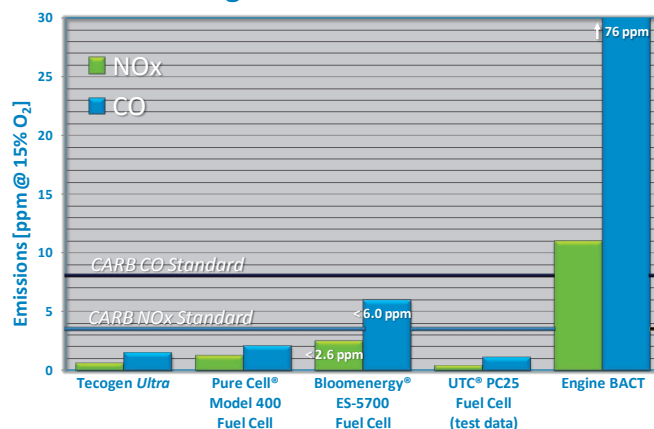 30
↑ 76 ppm
NOx
25
CO
20
15
10
CARB CO Standard
5
< 6.0 ppm
CARB NOx Standard
< 2.6 ppm
0
Emissions [ppm @ 15% O₂]
Tecogen Ultra
Pure Cell®
Model 400
Fuel Cell
Bloomenergy®
ES-5700
Fuel Cell
UTC® PC25
Fuel Cell
(test data)
Engine BACT